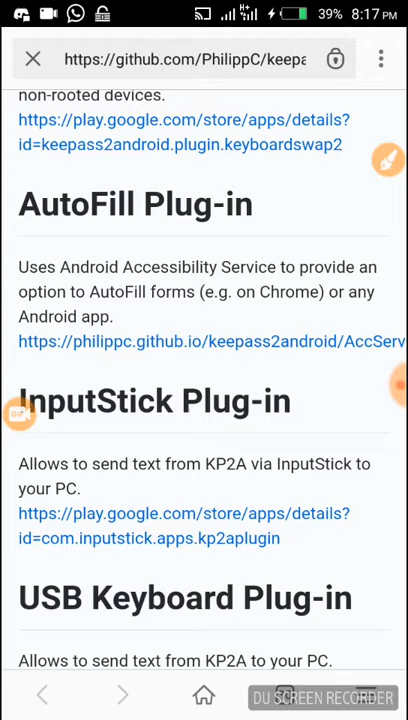 H+
39% 8:17 PM
https://github.com/PhilippC/keepa
non-rooted devices.
https://play.google.com/store/apps/details?
id=keepass2android.plugin.keyboardswap2
AutoFill Plug-in
Uses Android Accessibility Service to provide an
option to AutoFill forms (e.g. on Chrome) or any
Android app.
https://philippc.github.io/keepass2android/AccServ
InputStick Plug-in
Allows to send text from KP2A via InputStick to
your PC.
https://play.google.com/store/apps/details?
id=com.inputstick.apps.kp2aplugin
USB Keyboard Plug-in
Allows to send text from KP2A to your PC.
DU SCREEN RECORDER